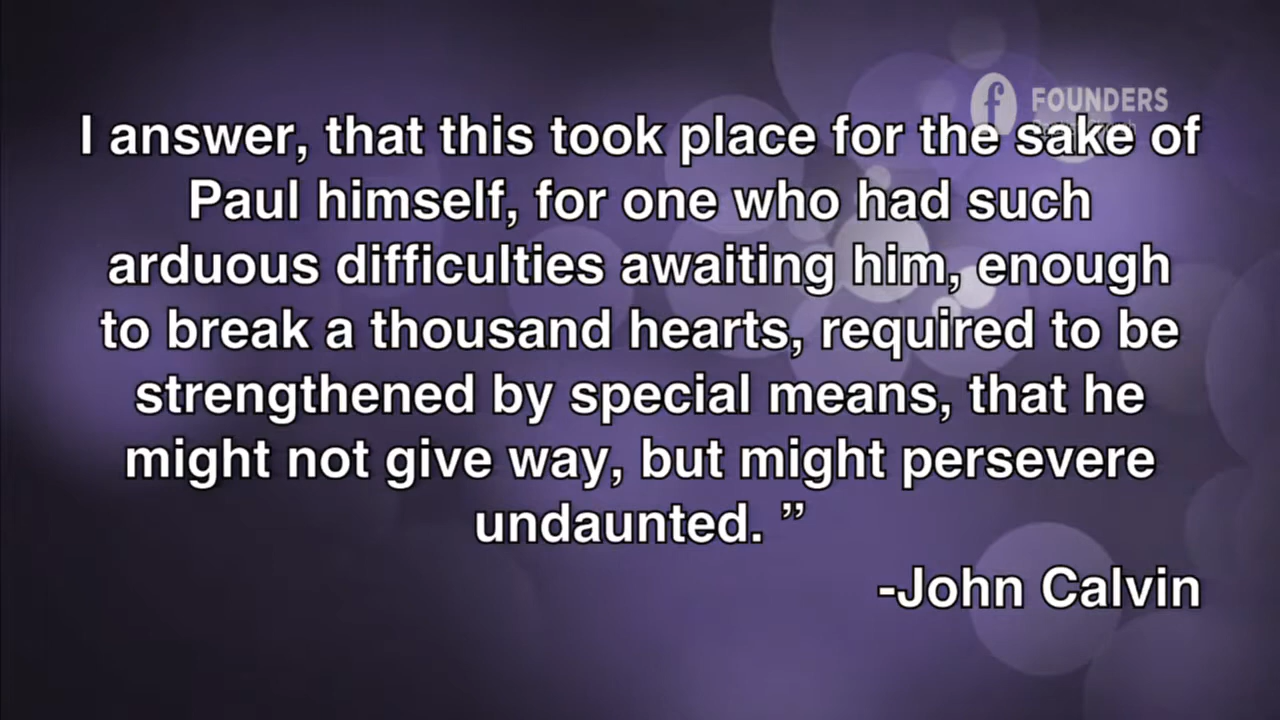 FOUNDERS
I answer, that this took place for the sake of
Paul himself, for one who had such
arduous difficulties awaiting him, enough
to break a thousand hearts, required to be
strengthened by special means, that he
might not give way, but might persevere
undaunted. ”
-John Calvin